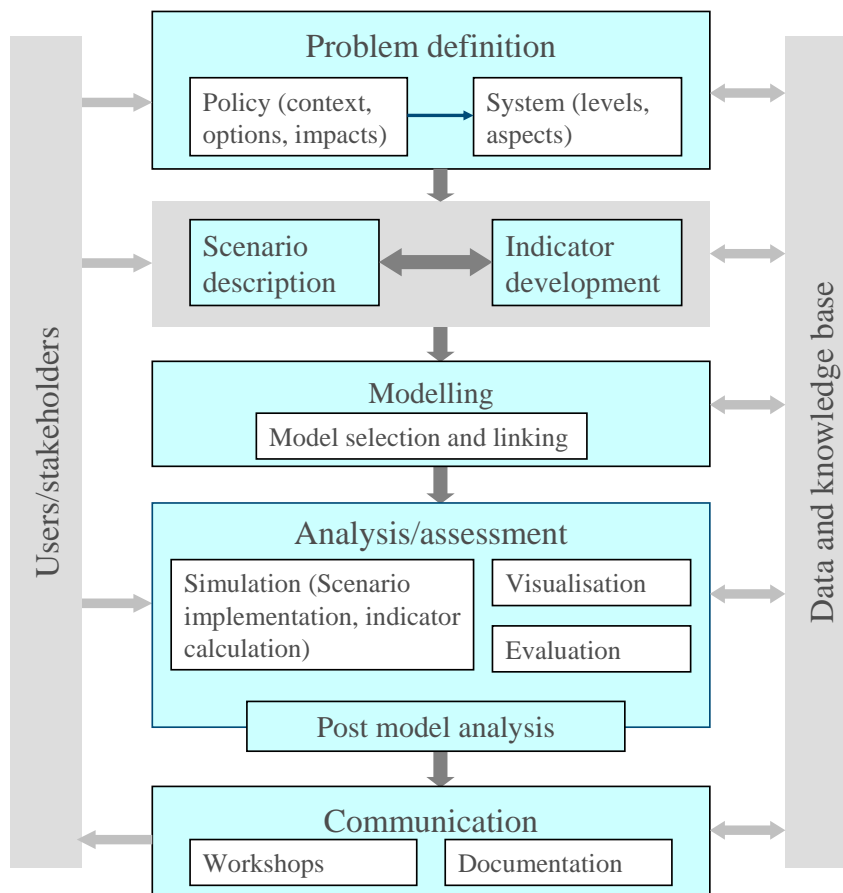 Problem definition
Policy (context,
options, impacts)
System (levels,
aspects)
Scenario
description
Indicator
development
Modelling
Model selection and linking
Analysis/assessment
Simulation (Scenario
implementation, indicator
calculation)
Visualisation
Evaluation
Post model analysis
Communication
Workshops
Documentation
Users/stakeholders
Data and knowledge base